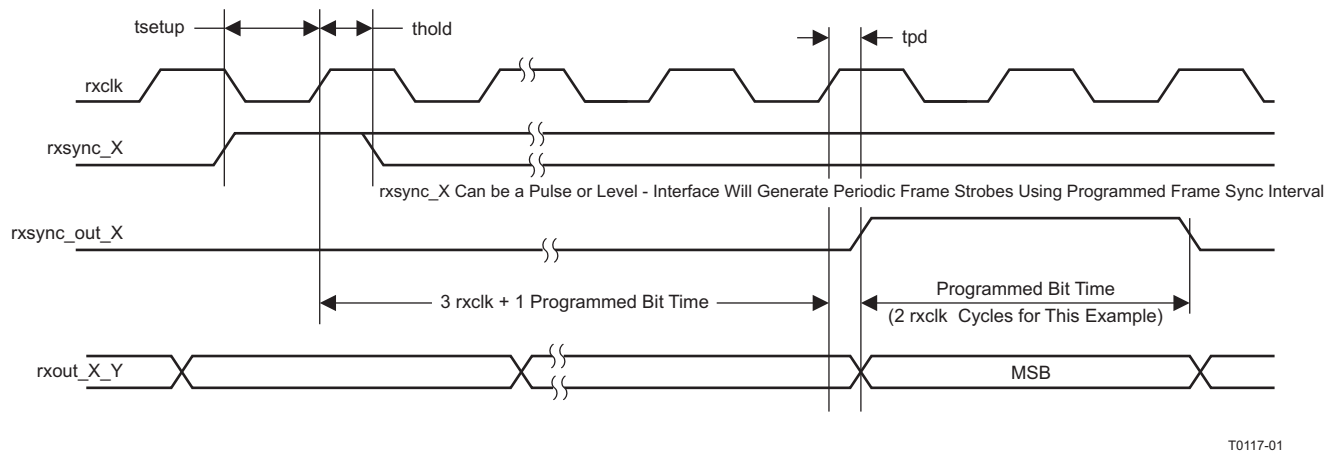 tsetup
thold
tpd
rxclk
rxsync_X
rxsync_X Can be a Pulse or Level - Interface Will Generate Periodic Frame Strobes Using Programmed Frame Sync Interval
rxsync_out_X
3 rxclk + 1 Programmed Bit Time
Programmed Bit Time
(2 rxclk Cycles for This Example)
rxout_X_Y
MSB
T0117-01